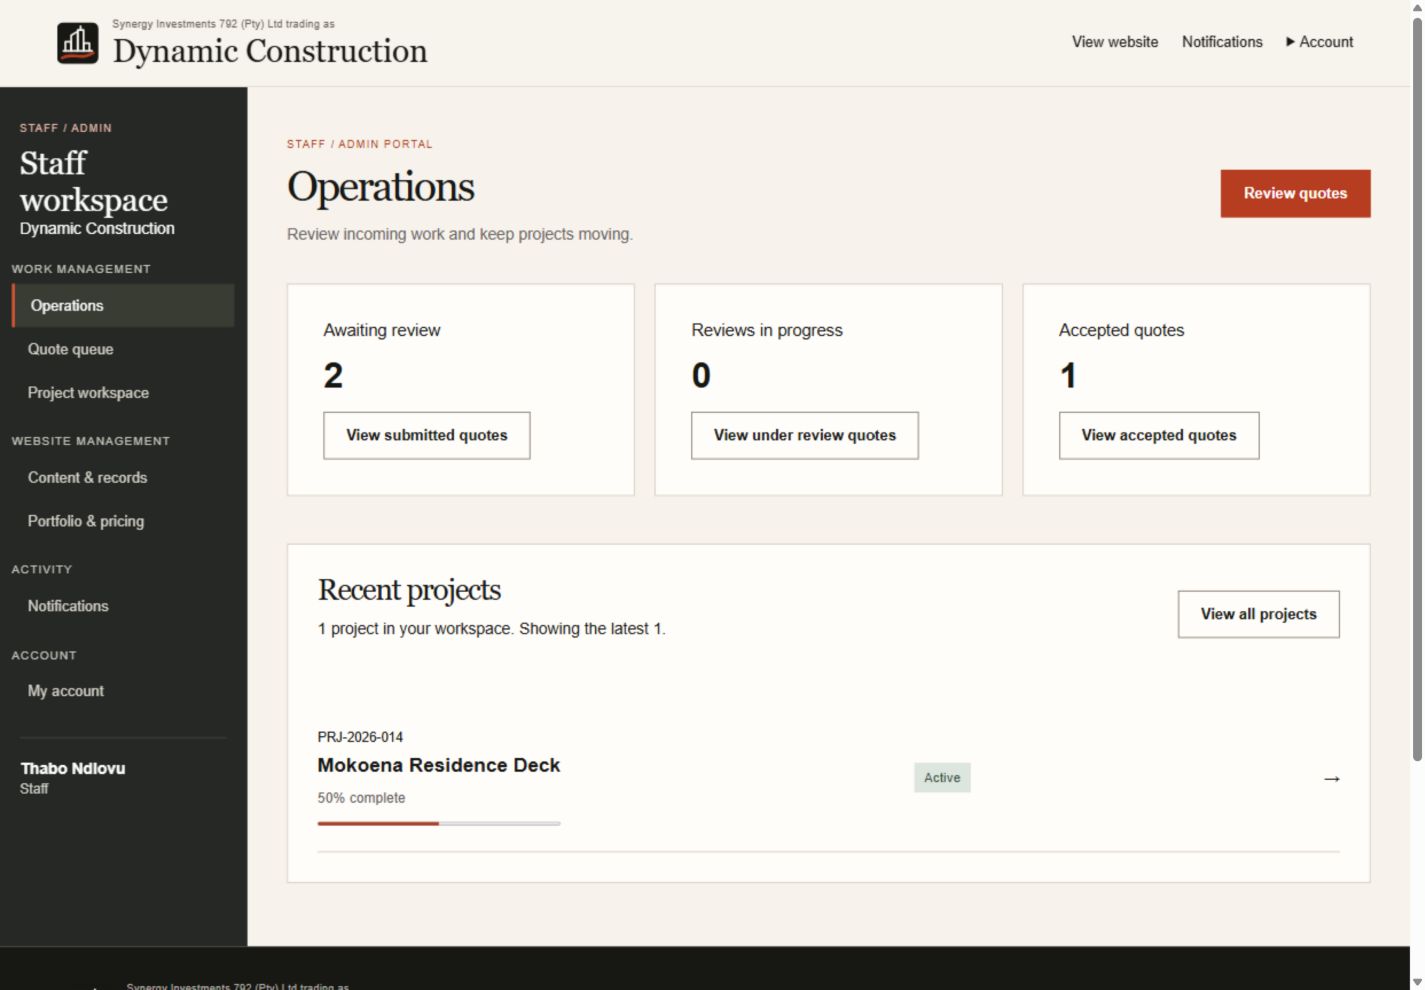 Synergy Investments 792 (Pty) Ltd trading as
Dynamic Construction
View website
Notifications
Account
STAFF / ADMIN
Staff
workspace
Dynamic Construction
WORK MANAGEMENT
Operations
Quote queue
Project workspace
WEBSITE MANAGEMENT
Content & records
Portfolio & pricing
ACTIVITY
Notifications
ACCOUNT
My account
Thabo Ndlovu
Staff
STAFF / ADMIN PORTAL
Operations
Review incoming work and keep projects moving.
Review quotes
Awaiting review
2
View submitted quotes
Reviews in progress
0
View under review quotes
Accepted quotes
1
View accepted quotes
Recent projects
1 project in your workspace. Showing the latest 1.
View all projects
PRJ-2026-014
Mokoena Residence Deck
50% complete
Active
→
Synergy Investments 792 (Pty) Ltd trading as